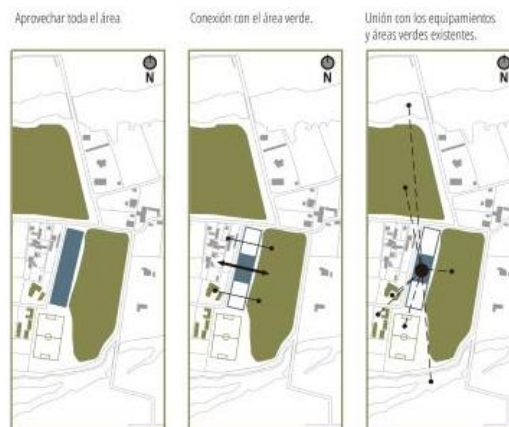 Aprovechar toda el área
Conexión con el área verde.
Unión con los equipamientos
y áreas verdes existentes.
N
N
N